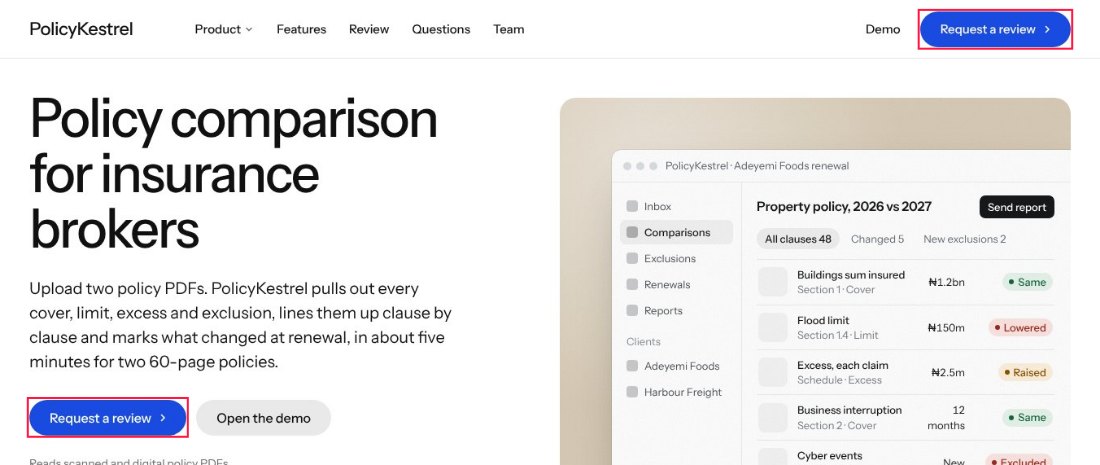 PolicyKestrel
Product Features Review Questions Team
Demo Request a review
Policy comparison
for insurance
brokers
Upload two policy PDFs. PolicyKestrel pulls out every
cover, limit, excess and exclusion, lines them up clause by
clause and marks what changed at renewal, in about five
minutes for two 60-page policies.
Request a review Open the demo
Reads scanned and digital policy PDFs
PolicyKestrel · Adeyemi Foods renewal
Inbox
Comparisons
Exclusions
Renewals
Reports
Clients
Adeyemi Foods
Harbour Freight
Property policy, 2026 vs 2027 Send report
All clauses 48 Changed 5 New exclusions 2
Buildings sum insured ₦1.2bn Same
Section 1 · Cover
Flood limit ₦150m Lowered
Section 1.4 · Limit
Excess, each claim ₦2.5m Raised
Schedule · Excess
Business interruption 12 months Same
Section 2 · Cover
Cyber events New Excluded